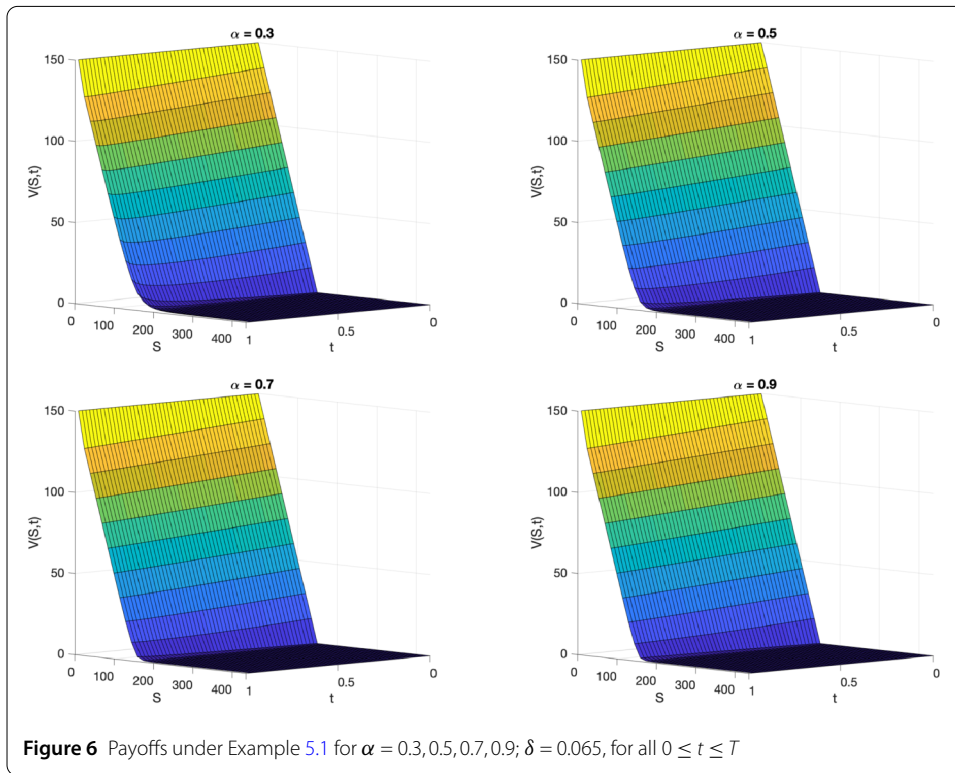 α = 0.3
150
100
50
0
V(S,t)
0
100
200
300
400
S
1
0.5
0
t
α = 0.5
150
100
50
0
V(S,t)
0
100
200
300
400
S
1
0.5
0
t
α = 0.7
150
100
50
0
V(S,t)
0
100
200
300
400
S
1
0.5
0
t
α = 0.9
150
100
50
0
V(S,t)
0
100
200
300
400
S
1
0.5
0
t
Figure 6 Payoffs under Example 5.1 for α = 0.3, 0.5, 0.7, 0.9; δ = 0.065, for all 0 ≤ t ≤ T